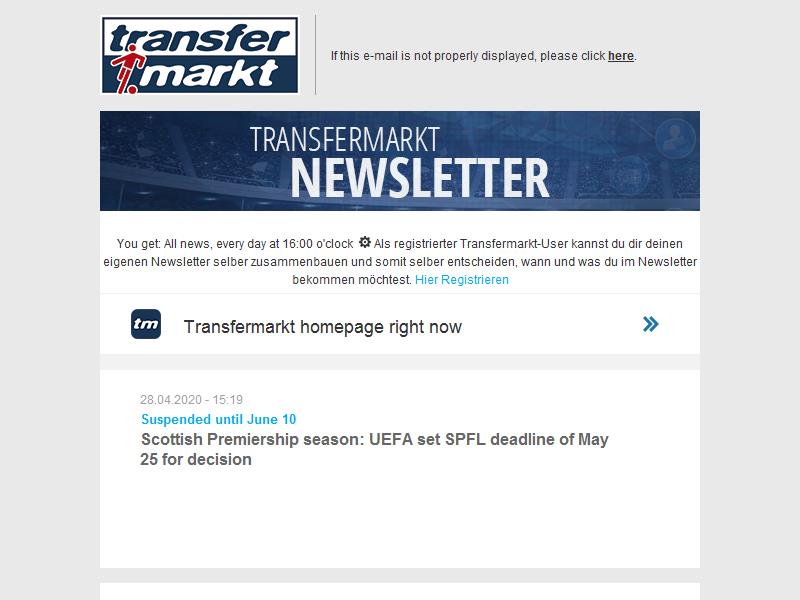 transfer
markt
If this e-mail is not properly displayed, please click here.
TRANSFERMARKT
NEWSLETTER
You get: All news, every day at 16:00 o'clock Als registrierter Transfermarkt-User kannst du dir deinen
eigenen Newsletter selber zusammenbauen und somit selber entscheiden, wann und was du im Newsletter
bekommen möchtest. Hier Registrieren
tm Transfermarkt homepage right now
28.04.2020 - 15:19
Suspended until June 10
Scottish Premiership season: UEFA set SPFL deadline of May
25 for decision